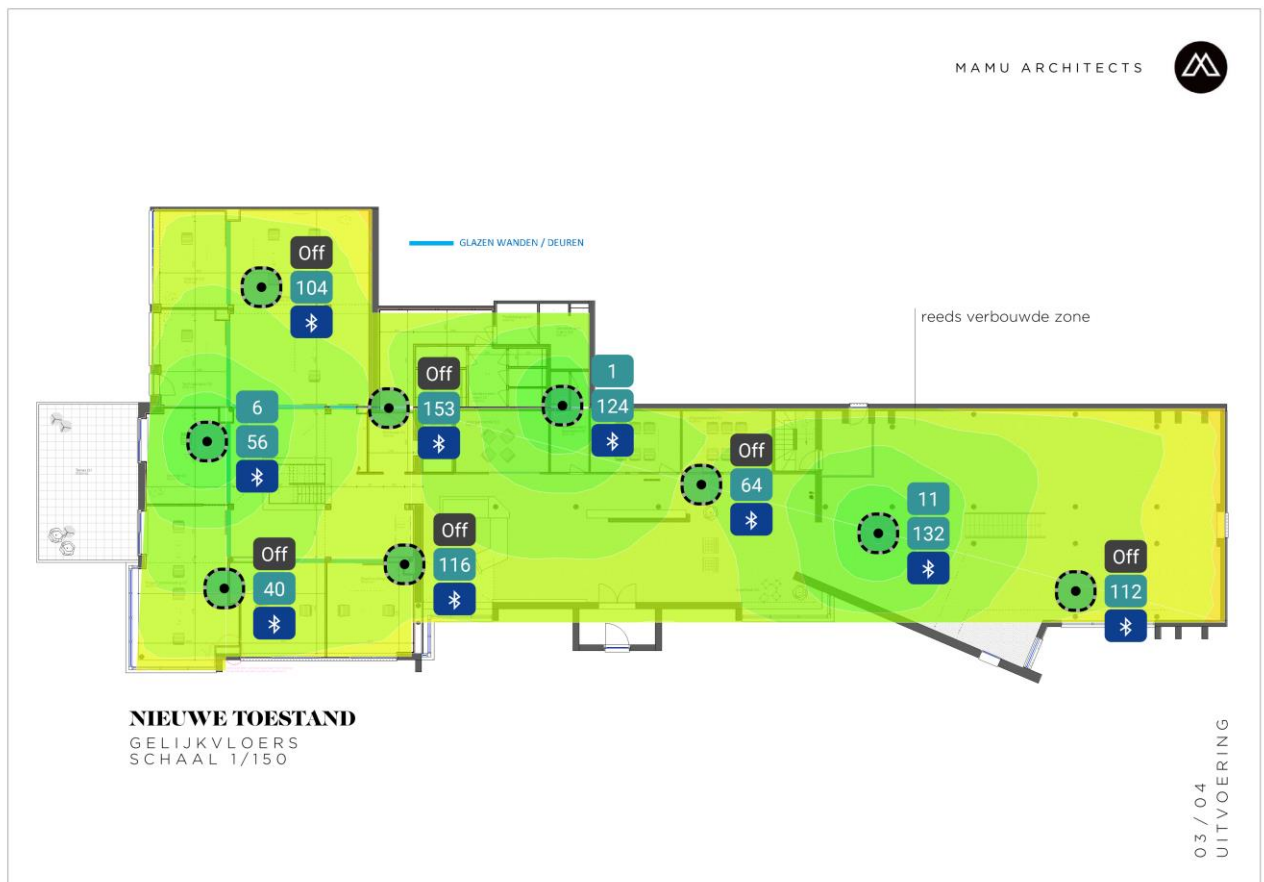 MAMU ARCHITECTS
GLAZEN WANDEN / DEUREN
Off
104
reeds verbouwde zone
Off
153
1
124
6
56
Off
64
11
132
Off
116
Off
40
Off
112
NIEUWE TOESTAND
GELIJKVLOERS
SCHAAL 1/150
03 / 04
UITVOERING